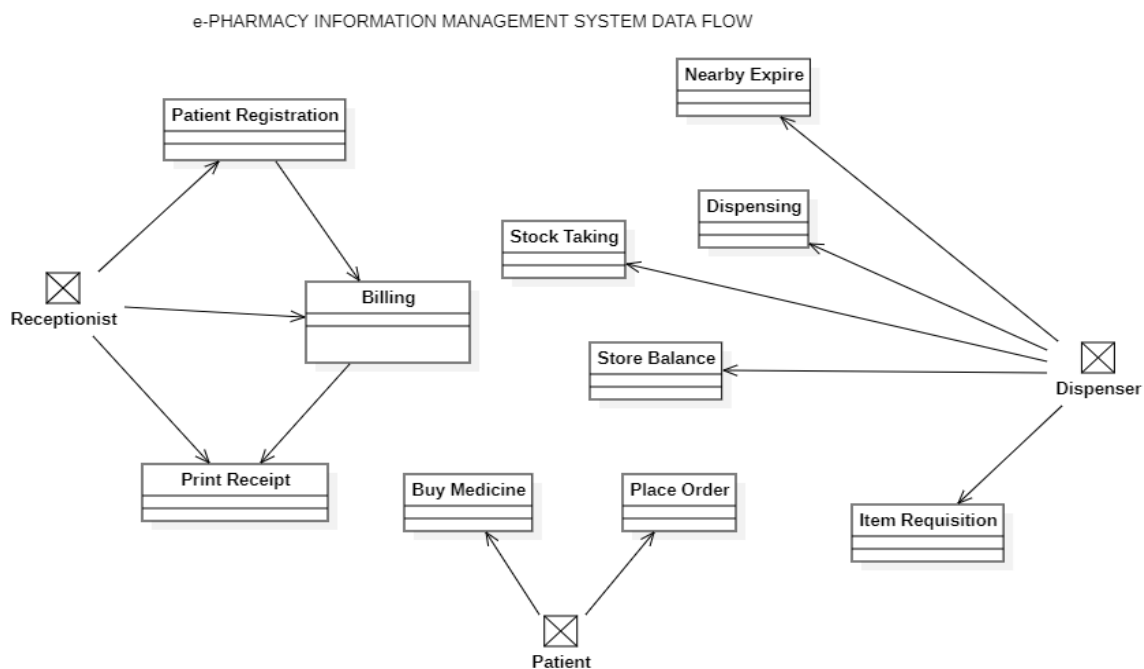 e-PHARMACY INFORMATION MANAGEMENT SYSTEM DATA FLOW
Nearby Expire
Patient Registration
Dispensing
Stock Taking
Billing
Receptionist
Store Balance
Dispenser
Print Receipt
Buy Medicine
Place Order
Item Requisition
Patient